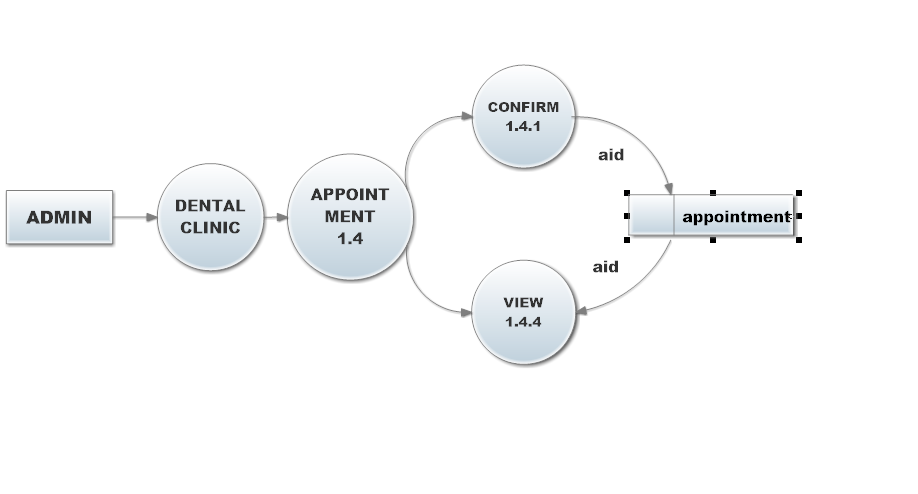 ADMIN
DENTAL
CLINIC
APPOINT
MENT
1.4
CONFIRM
1.4.1
aid
appointment
aid
VIEW
1.4.4